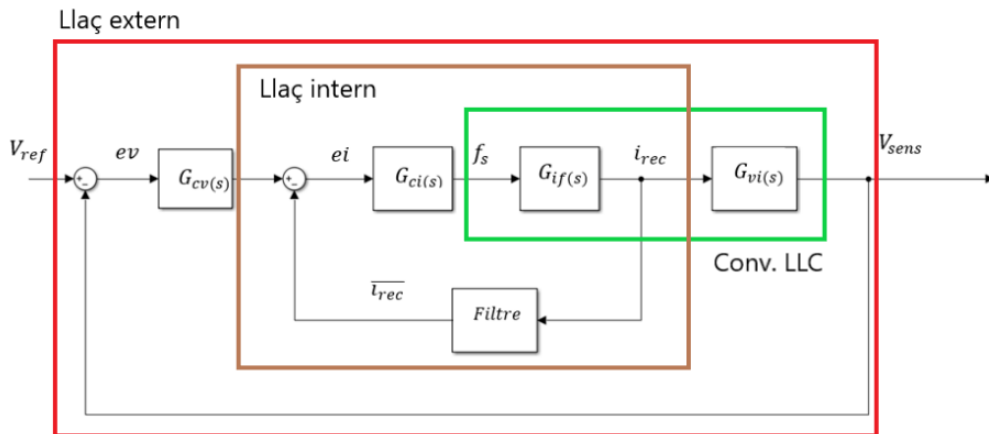 Llaç extern
Llaç intern
V_ref
ev
G_cv(s)
ei
G_ci(s)
f_s
G_if(s)
i_rec
G_vi(s)
V_sens
Conv. LLC
i_rec
Filtre